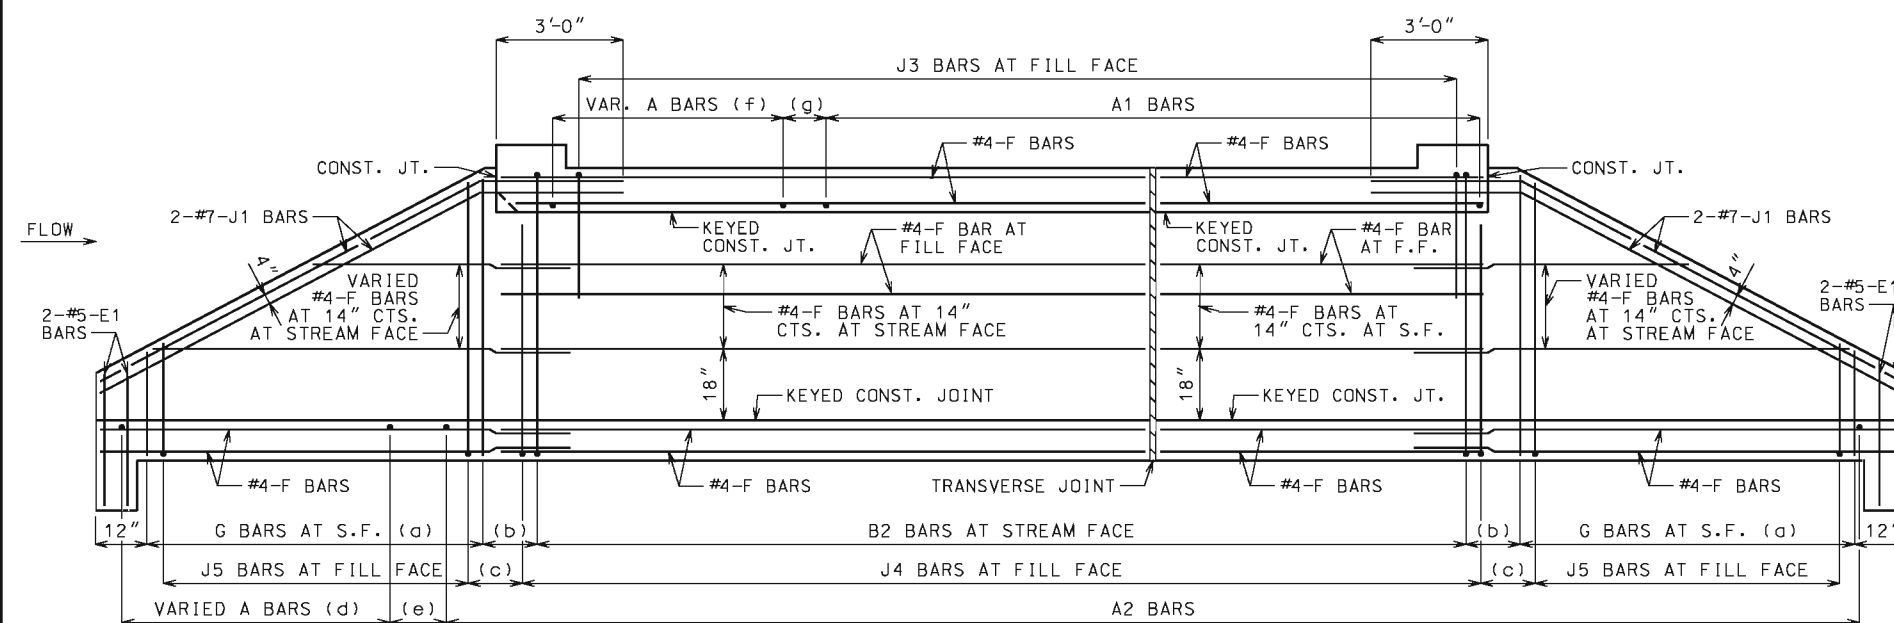 3'-0"
3'-0"
J3 BARS AT FILL FACE
VAR. A BARS (f)
(g)
A1 BARS
#4-F BARS
#4-F BARS
CONST. JT.
CONST. JT.
2-#7-J1 BARS
2-#7-J1 BARS
FLOW
KEYED
CONST. JT.
#4-F BAR AT
FILL FACE
KEYED
CONST. JT.
#4-F BAR
AT F.F.
4"
4"
VARIED
#4-F BARS
AT 14" CTS.
AT STREAM FACE
#4-F BARS AT 14"
CTS. AT STREAM FACE
#4-F BARS AT
14" CTS. AT S.F.
VARIED
#4-F BARS
AT 14" CTS.
AT STREAM FACE
2-#5-E1
BARS
2-#5-E1
BARS
18"
18"
KEYED CONST. JOINT
KEYED CONST. JT.
#4-F BARS
#4-F BARS
TRANSVERSE JOINT
#4-F BARS
#4-F BARS
12"
G BARS AT S.F. (a)
(b)
B2 BARS AT STREAM FACE
(b)
G BARS AT S.F. (a)
12"
J5 BARS AT FILL FACE
(c)
J4 BARS AT FILL FACE
(c)
J5 BARS AT FILL FACE
VARIED A BARS (d)
(e)
A2 BARS